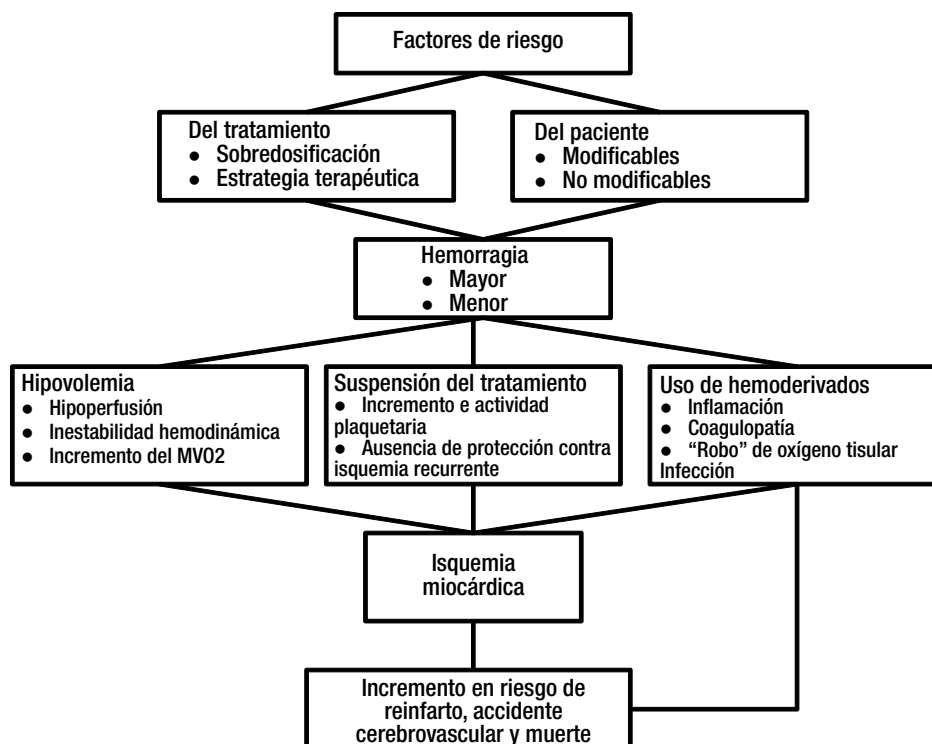 Factores de riesgo
Del tratamiento
● Sobredosificación
● Estrategia terapéutica
Del paciente
● Modificables
● No modificables
Hemorragia
● Mayor
● Menor
Hipovolemia
● Hipoperfusión
● Inestabilidad hemodinámica
● Incremento del MVO2
Suspensión del tratamiento
● Incremento e actividad
plaquetaria
● Ausencia de protección contra
isquemia recurrente
Uso de hemoderivados
● Inflamación
● Coagulopatía
● “Robo” de oxígeno tisular
Infección
Isquemia
miocárdica
Incremento en riesgo de
reinfarto, accidente
cerebrovascular y muerte